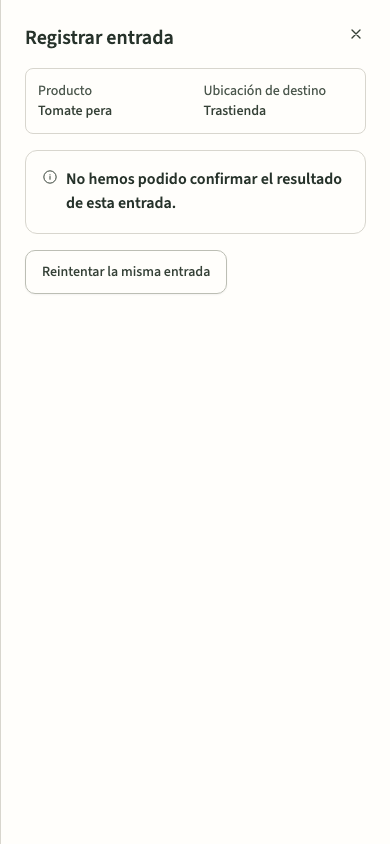 Registrar entrada
Producto
Tomate pera
Ubicación de destino
Trastienda
No hemos podido confirmar el resultado
de esta entrada.
Reintentar la misma entrada